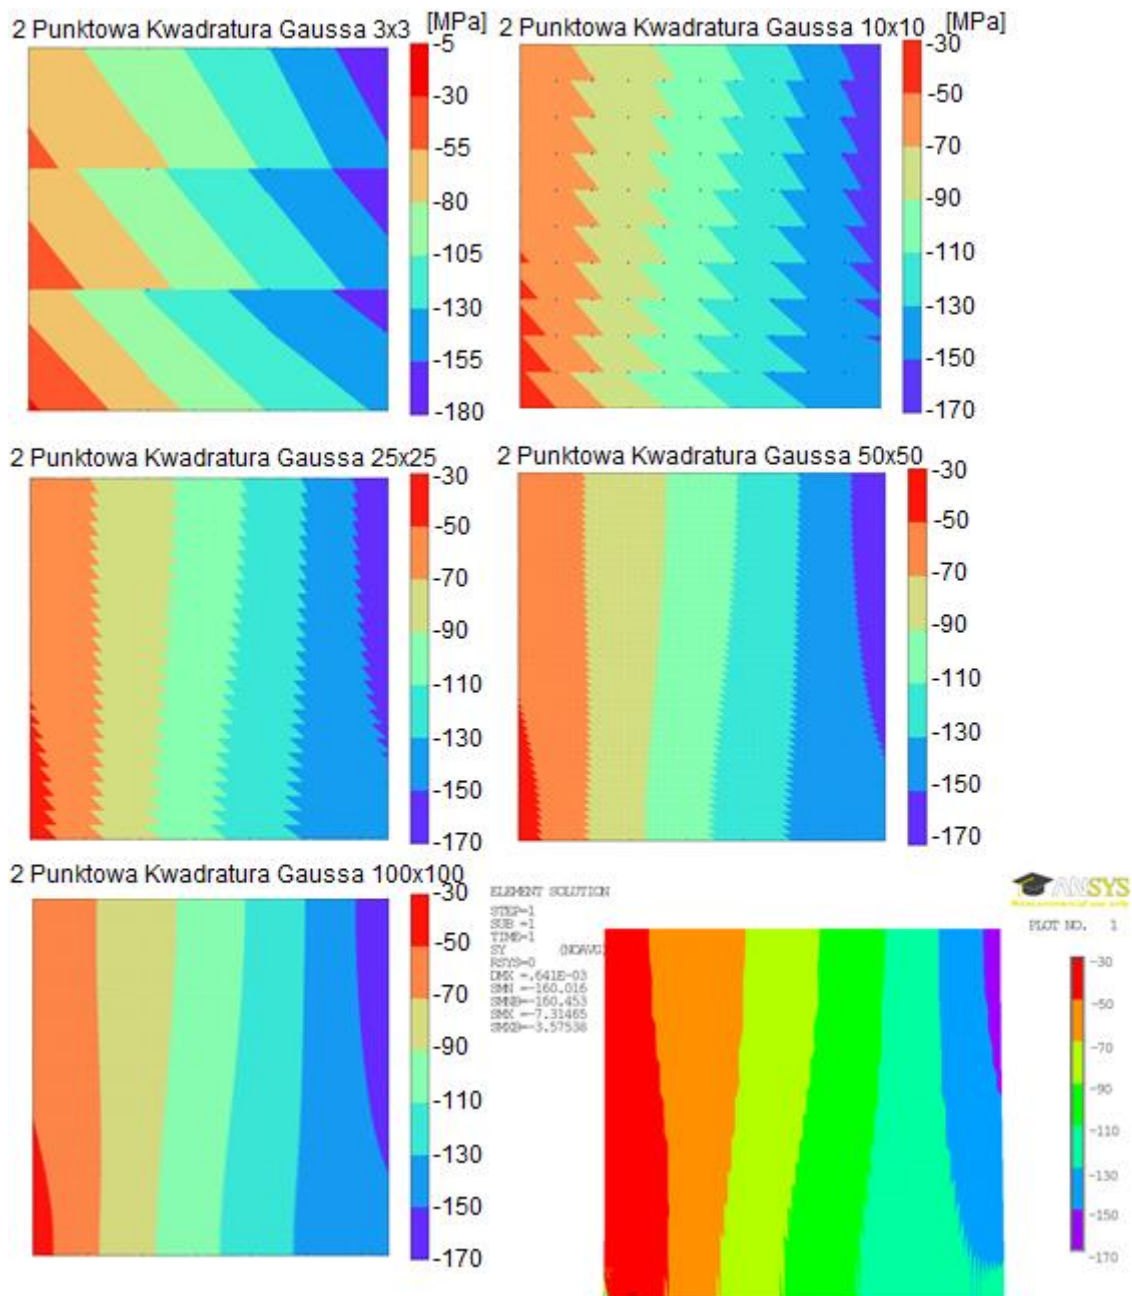 2 Punktowa Kwadratura Gaussa 3x3 [MPa]
-5
-30
-55
-80
-105
-130
-155
-180
2 Punktowa Kwadratura Gaussa 10x10 [MPa]
-30
-50
-70
-90
-110
-130
-150
-170
2 Punktowa Kwadratura Gaussa 25x25
-30
-50
-70
-90
-110
-130
-150
-170
2 Punktowa Kwadratura Gaussa 50x50
-30
-50
-70
-90
-110
-130
-150
-170
2 Punktowa Kwadratura Gaussa 100x100
-30
-50
-70
-90
-110
-130
-150
-170
ELEMENT SOLUTION
STEP=1
SUB =1
TIME=1
SY (NOAVG)
RSYS=0
DMX =.641E-03
SMN =-160.016
SMNB=-160.453
SMX =-7.31465
SMXB=-3.57538
ANSYS
PLOT NO. 1
-30
-50
-70
-90
-110
-130
-150
-170